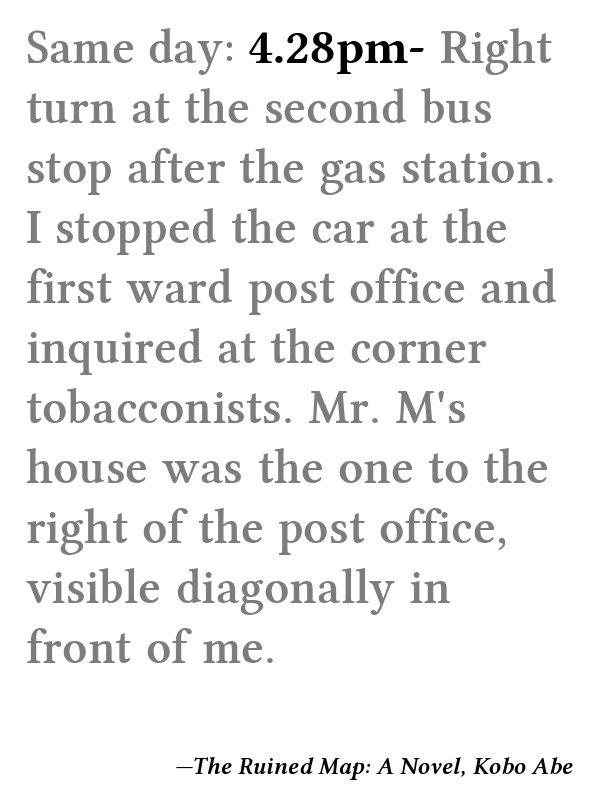 Same day: 4.28pm- Right
turn at the second bus
stop after the gas station.
I stopped the car at the
first ward post office and
inquired at the corner
tobacconists. Mr. M's
house was the one to the
right of the post office,
visible diagonally in
front of me.
—The Ruined Map: A Novel, Kobo Abe